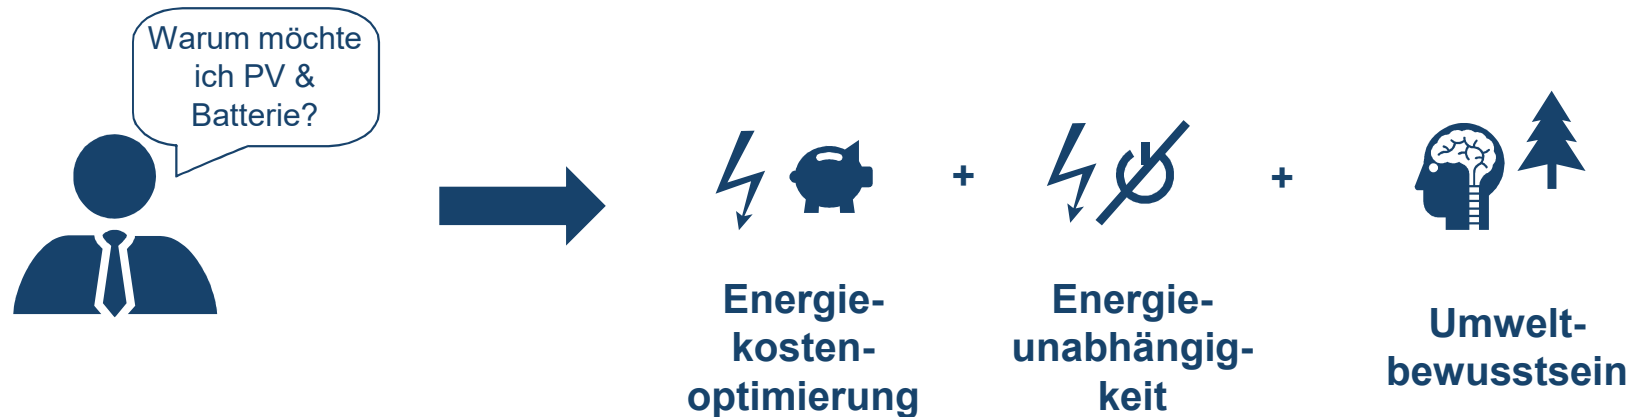 Warum möchte
ich PV &
Batterie?
+
+
Energie-
kosten-
optimierung
Energie-
unabhängig-
keit
Umwelt-
bewusstsein